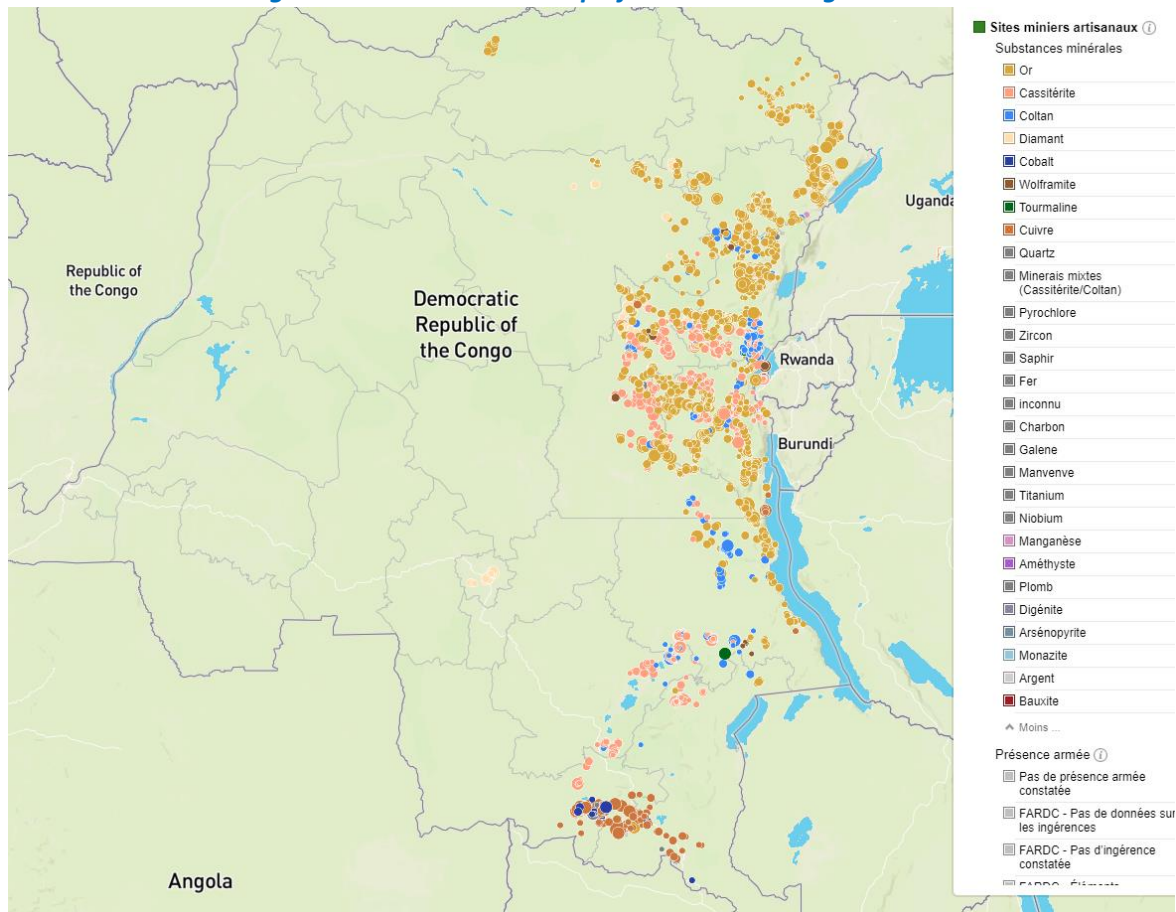 Sites miniers artisanaux
Substances minérales
Or
Cassitérite
Coltan
Diamant
Cobalt
Wolframite
Tourmaline
Cuivre
Quartz
Minerais mixtes
(Cassitérite/Coltan)
Pyrochlore
Zircon
Saphir
Fer
inconnu
Charbon
Galene
Manvenve
Titanium
Niobium
Manganèse
Améthyste
Plomb
Digénite
Arsénopyrite
Monazite
Argent
Bauxite
Moins ...
Présence armée
Pas de présence armée
constatée
FARDC - Pas de données sur
les ingérences
FARDC - Pas d'ingérence
constatée
Uganda
Republic of
the Congo
Democratic
Republic of
the Congo
Rwanda
Burundi
Angola